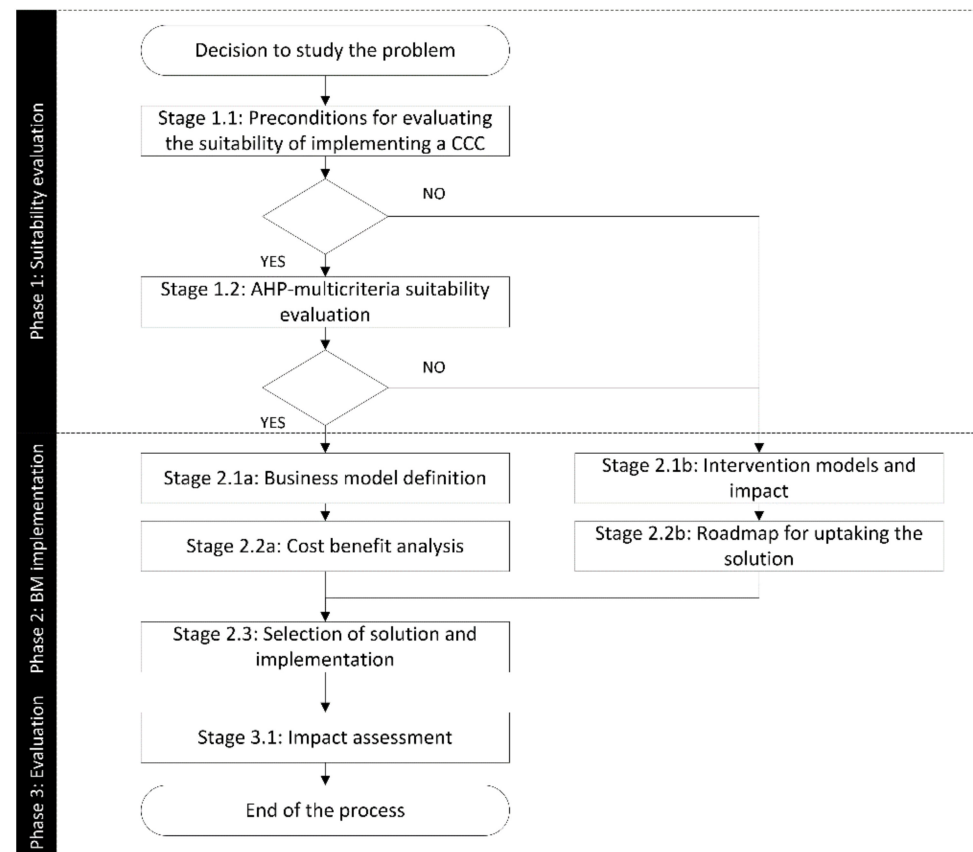 Phase 1: Suitability evaluation
Decision to study the problem
Stage 1.1: Preconditions for evaluating
the suitability of implementing a CCC
NO
YES
Stage 1.2: AHP-multicriteria suitability
evaluation
NO
YES
Phase 2: BM implementation
Stage 2.1a: Business model definition
Stage 2.1b: Intervention models and
impact
Stage 2.2a: Cost benefit analysis
Stage 2.2b: Roadmap for uptaking the
solution
Stage 2.3: Selection of solution and
implementation
Phase 3: Evaluation
Stage 3.1: Impact assessment
End of the process